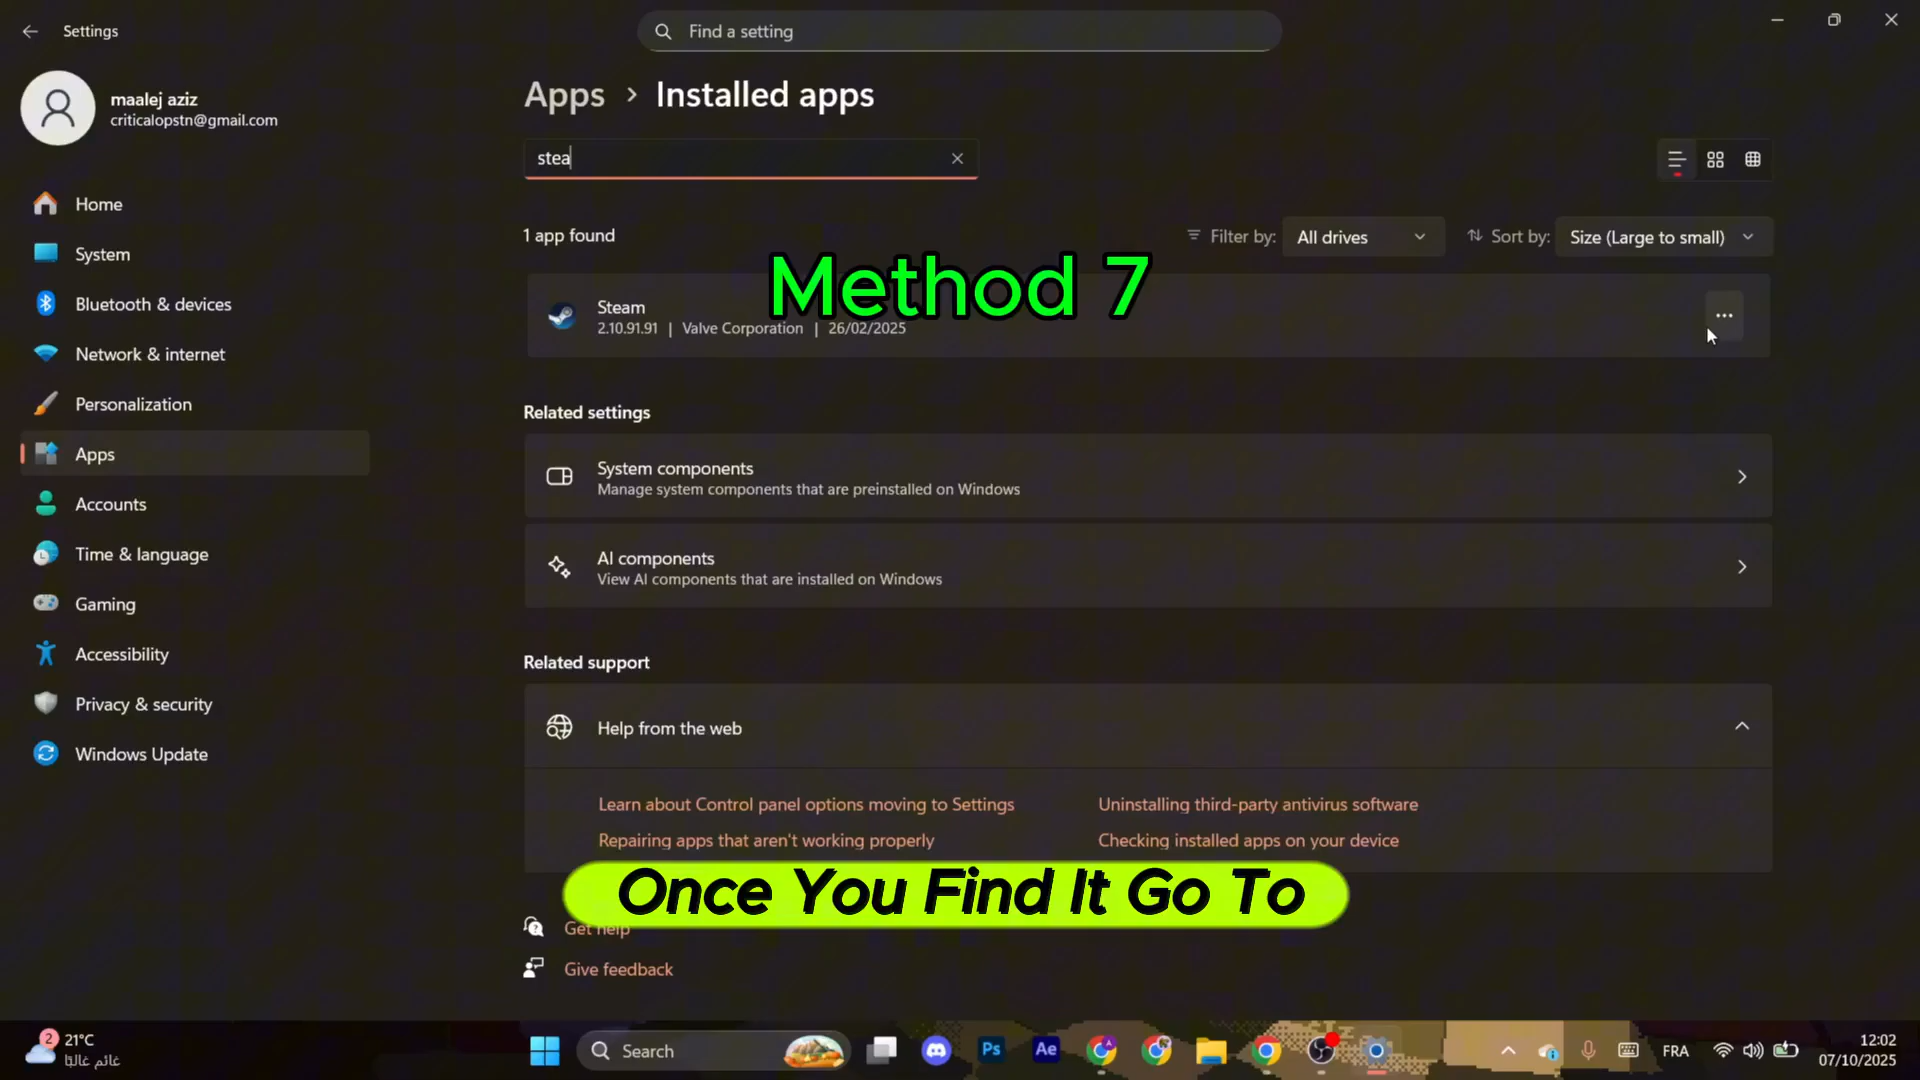 Settings
Find a setting
maalej aziz
criticalopstn@gmail.com
Home
System
Bluetooth & devices
Network & internet
Personalization
Apps
Accounts
Time & language
Gaming
Accessibility
Privacy & security
Windows Update
Apps > Installed apps
stea
1 app found
Filter by: All drives
Sort by: Size (Large to small)
Method 7
Steam
2.10.91.91 | Valve Corporation | 26/02/2025
Related settings
System components
Manage system components that are preinstalled on Windows
AI components
View AI components that are installed on Windows
Related support
Help from the web
Learn about Control panel options moving to Settings
Uninstalling third-party antivirus software
Repairing apps that aren't working properly
Checking installed apps on your device
Once You Find It Go To
Get help
Give feedback
2
21°C
غائم غالبًا
Search
Ps
Ae
A
FRA
12:02
07/10/2025